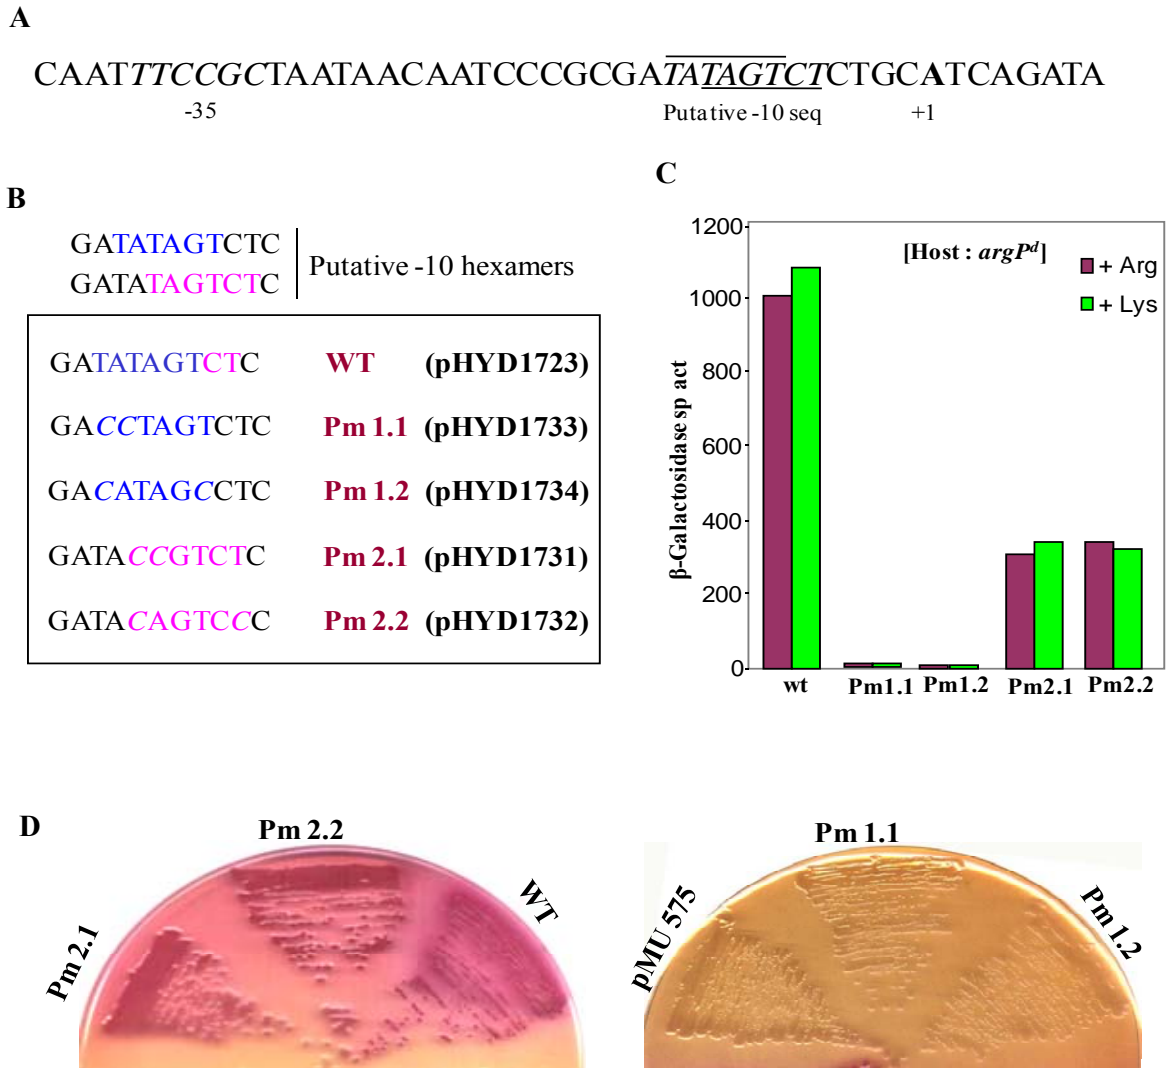 A
CAATTTCCGCTAATAACAATCCCGCGATATAGTCTCTGCATCAGATA
-35 Putative -10 seq +1
B
GATATAGTCTC
GATATAGTCTC
Putative -10 hexamers
GATATAGTCTC WT (pHYD1723)
GACCTAGTCTC Pm 1.1 (pHYD1733)
GACATAGCCTC Pm 1.2 (pHYD1734)
GATACCGTCTC Pm 2.1 (pHYD1731)
GATACAGTCCC Pm 2.2 (pHYD1732)
C
[Host : argPd]
+ Arg
+ Lys
β-Galactosidase sp act
1200
1000
800
600
400
200
0
wt Pm1.1 Pm1.2 Pm2.1 Pm2.2
D
Pm 2.2
Pm 2.1
WT
Pm 1.1
pMU 575
Pm 1.2